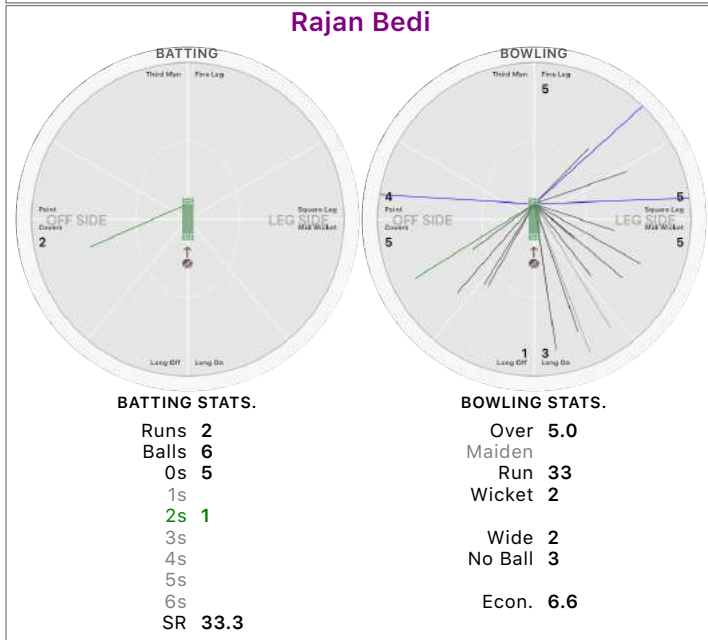 Rajan Bedi
BATTING
Third Man Fine Leg
Point
OFF SIDE
Covers
2
Square Leg
LEG SIDE
Midi Wicket
Long Off Long On
BOWLING
Third Man Fine Leg
5
4
Point
OFF SIDE
Covers
5
5
Square Leg
LEG SIDE
Midi Wicket
5
1 3
Long Off Long On
BATTING STATS.
Runs 2
Balls 6
0s 5
1s
2s 1
3s
4s
5s
6s
SR 33.3
BOWLING STATS.
Over 5.0
Maiden
Run 33
Wicket 2
Wide 2
No Ball 3
Econ. 6.6